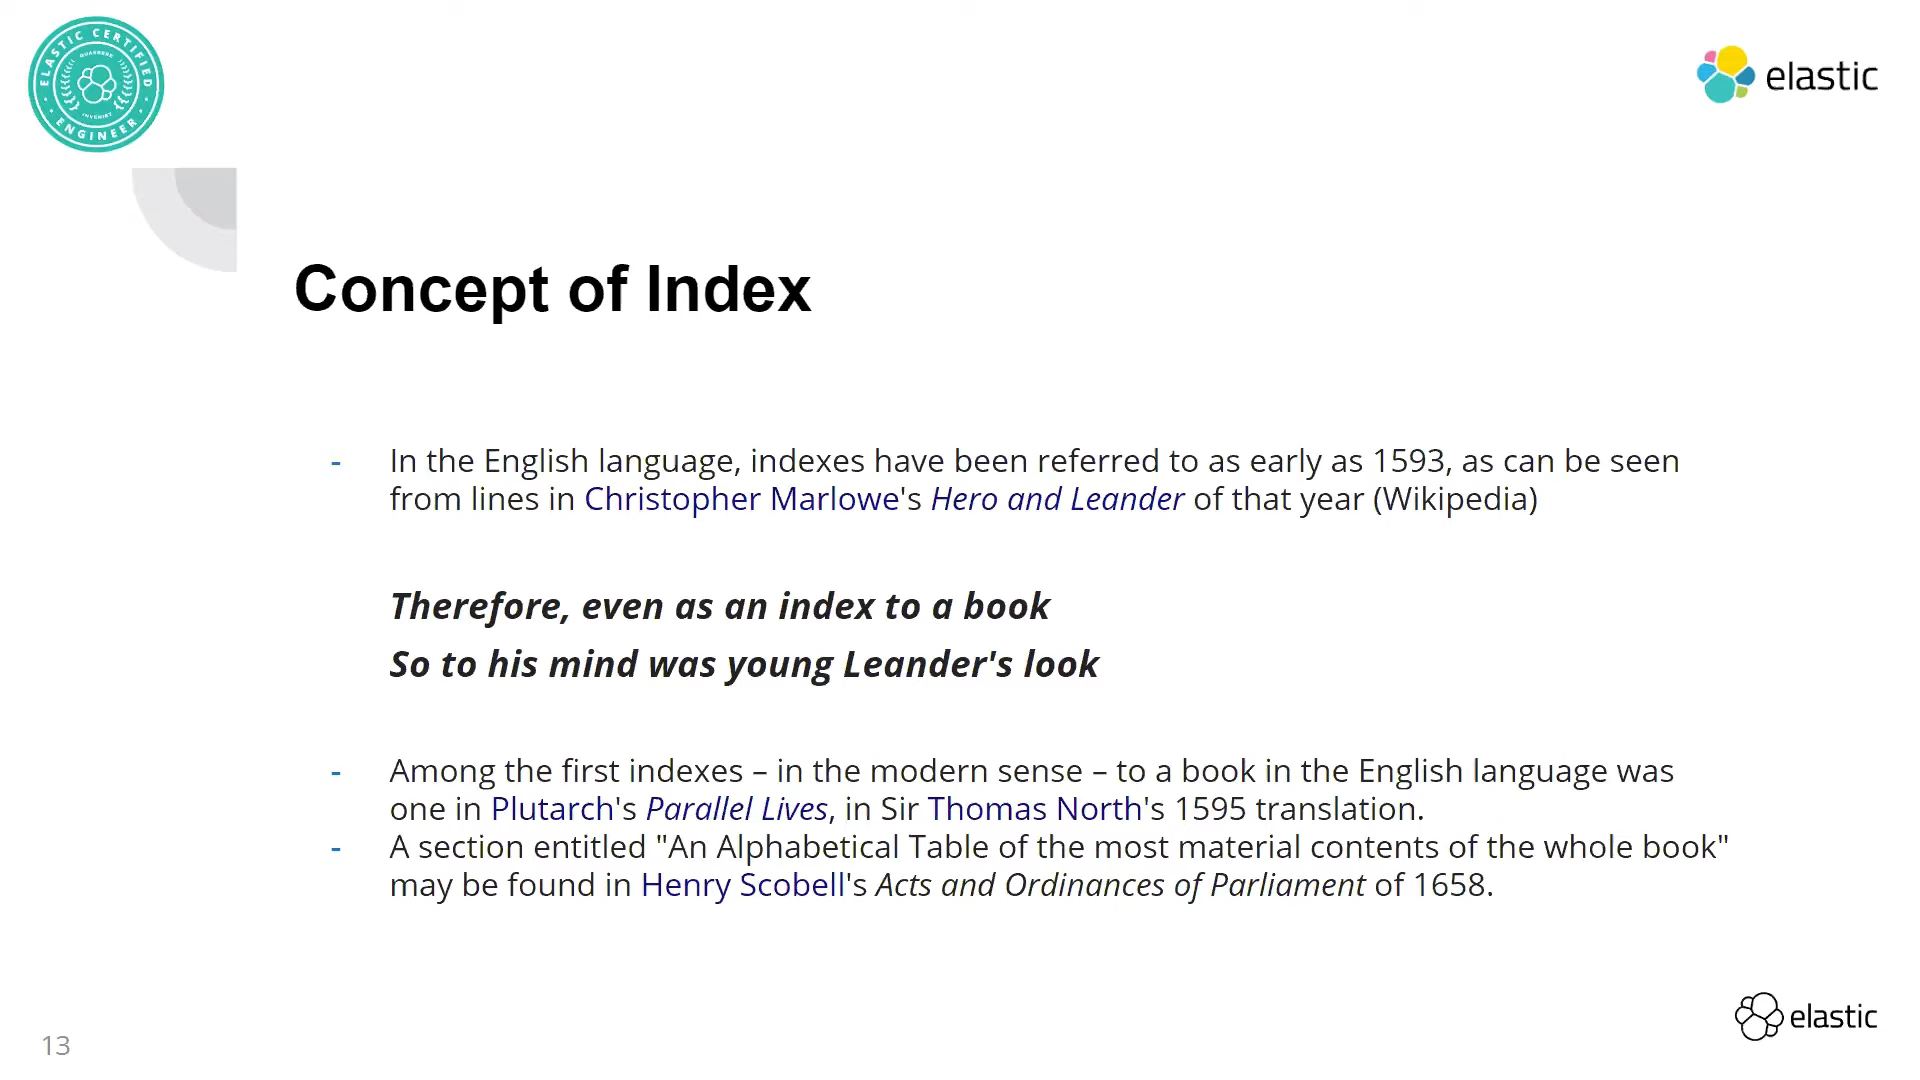 ELASTIC CERTIFIED
ENGINEER
elastic
Concept of Index
- In the English language, indexes have been referred to as early as 1593, as can be seen
from lines in Christopher Marlowe's Hero and Leander of that year (Wikipedia)
Therefore, even as an index to a book
So to his mind was young Leander's look
- Among the first indexes – in the modern sense – to a book in the English language was
one in Plutarch's Parallel Lives, in Sir Thomas North's 1595 translation.
- A section entitled "An Alphabetical Table of the most material contents of the whole book"
may be found in Henry Scobell's Acts and Ordinances of Parliament of 1658.
elastic
13